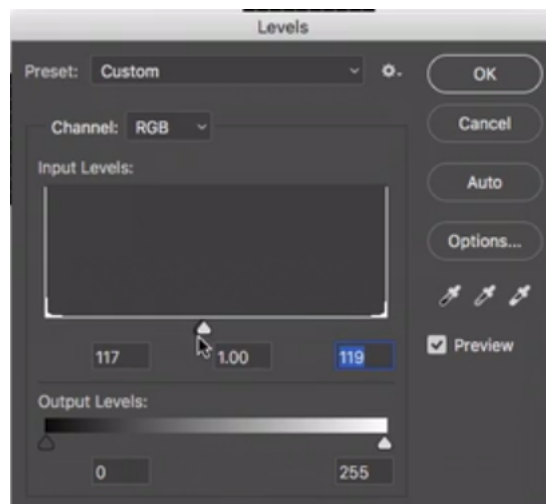 Levels
Preset: Custom
OK
Channel: RGB
Cancel
Input Levels:
Auto
Options...
117 1.00 119
Preview
Output Levels:
0 255